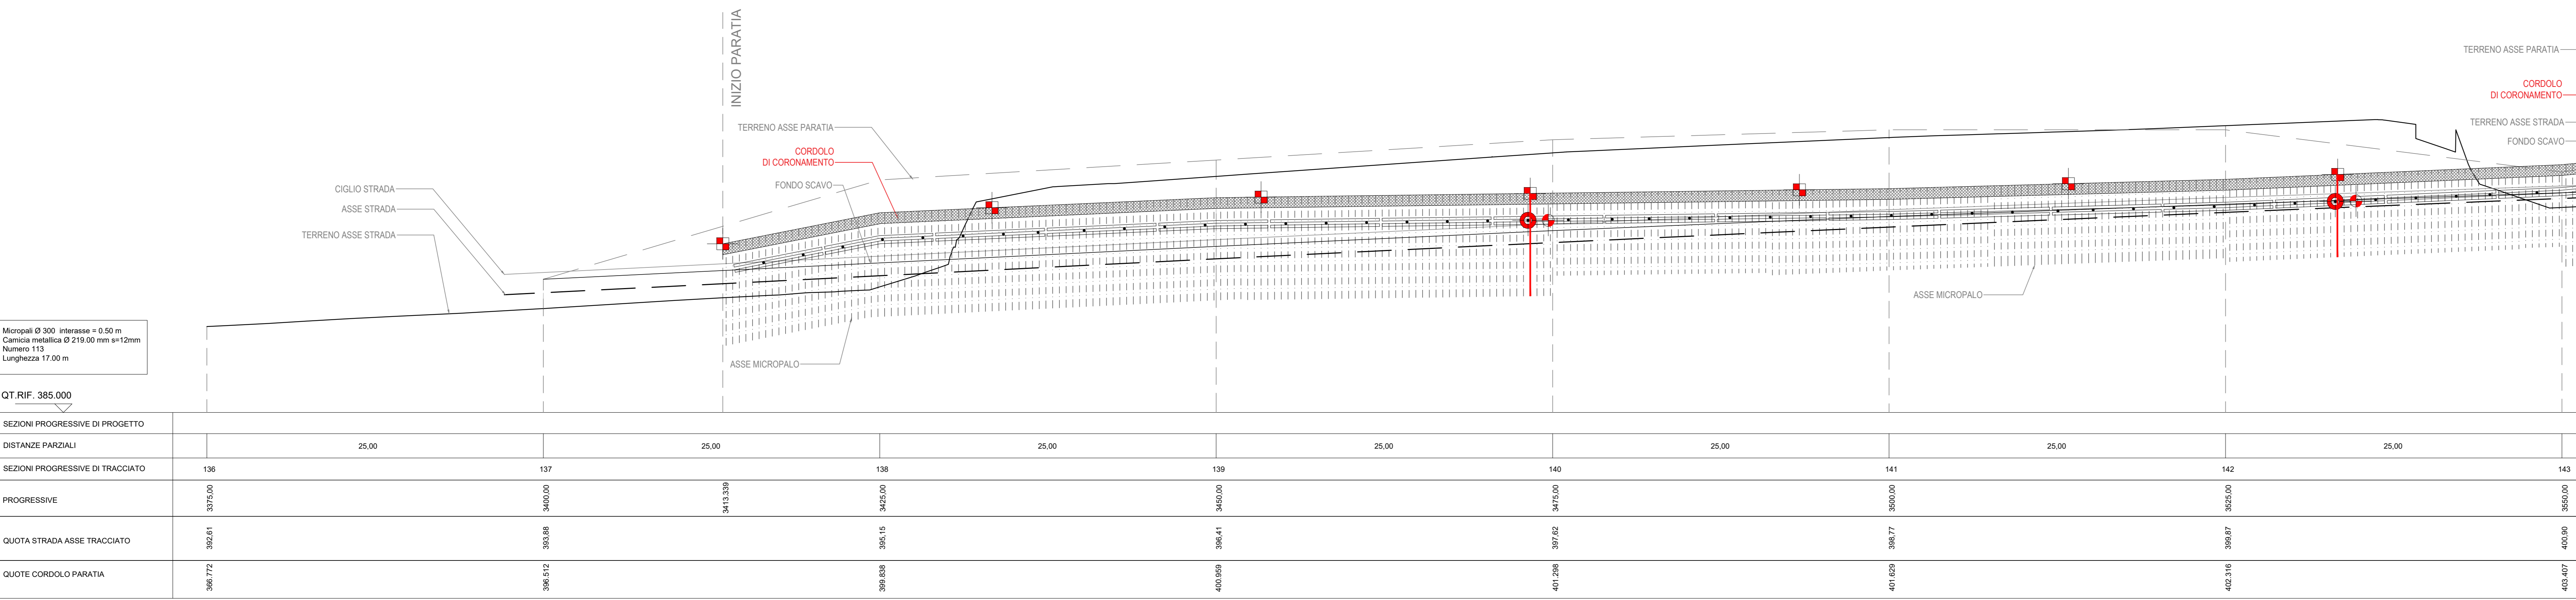 INIZIO PARATIA
TERRENO ASSE PARATIA
CORDOLO
DI CORONAMENTO
TERRENO ASSE STRADA
FONDO SCAVO
TERRENO ASSE PARATIA
CORDOLO
DI CORONAMENTO
FONDO SCAVO
CIGLIO STRADA
ASSE STRADA
TERRENO ASSE STRADA
ASSE MICROPALO
ASSE MICROPALO
Micropali Ø 300 interasse = 0.50 m
Camicia metallica Ø 219.00 mm s=12mm
Numero 113
Lunghezza 17.00 m
QT.RIF. 385.000
SEZIONI PROGRESSIVE DI PROGETTO
DISTANZE PARZIALI 25,00 25,00 25,00 25,00 25,00 25,00 25,00
SEZIONI PROGRESSIVE DI TRACCIATO 136 137 138 139 140 141 142 143
PROGRESSIVE 3375,00 3400,00 3413.339 3425,00 3450,00 3475,00 3500,00 3525,00 3550,00
QUOTA STRADA ASSE TRACCIATO 392,61 393,88 395,15 396,41 397,62 398,77 399,87 400,90
QUOTE CORDOLO PARATIA 366.772 396.512 399.838 400.959 401.298 401.629 402.316 403.407